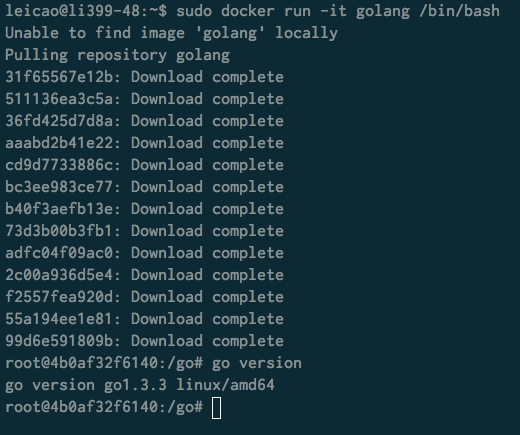 leicao@li399-48:~$ sudo docker run -it golang /bin/bash
Unable to find image 'golang' locally
Pulling repository golang
31f65567e12b: Download complete
511136ea3c5a: Download complete
36fd425d7d8a: Download complete
aaabd2b41e22: Download complete
cd9d7733886c: Download complete
bc3ee983ce77: Download complete
b40f3aefb13e: Download complete
73d3b00b3fb1: Download complete
adfc04f09ac0: Download complete
2c00a936d5e4: Download complete
f2557fea920d: Download complete
55a194ee1e81: Download complete
99d6e591809b: Download complete
root@4b0af32f6140:/go# go version
go version go1.3.3 linux/amd64
root@4b0af32f6140:/go#